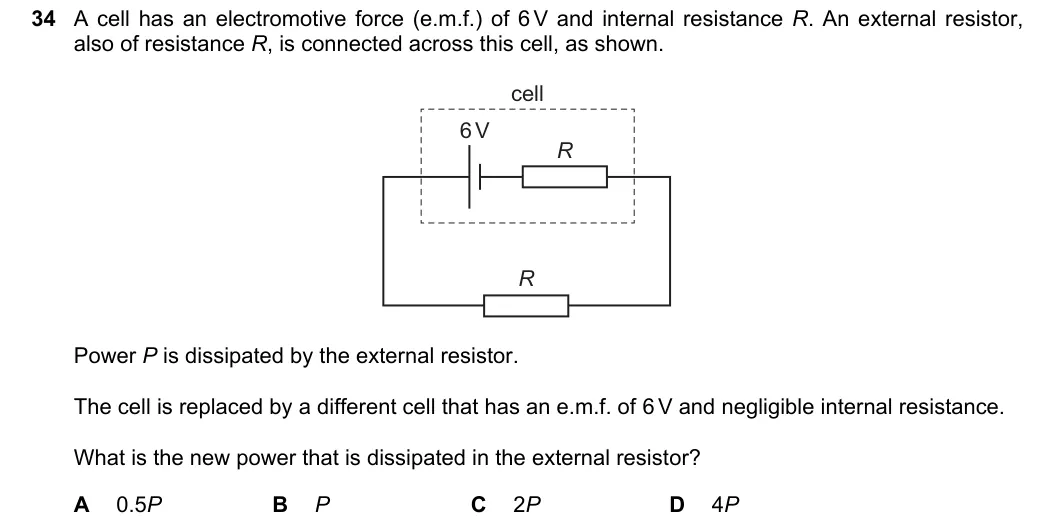 34 A cell has an electromotive force (e.m.f.) of 6 V and internal resistance R. An external resistor,
also of resistance R, is connected across this cell, as shown.
cell
6 V
R
R
Power P is dissipated by the external resistor.
The cell is replaced by a different cell that has an e.m.f. of 6 V and negligible internal resistance.
What is the new power that is dissipated in the external resistor?
A 0.5P B P C 2P D 4P